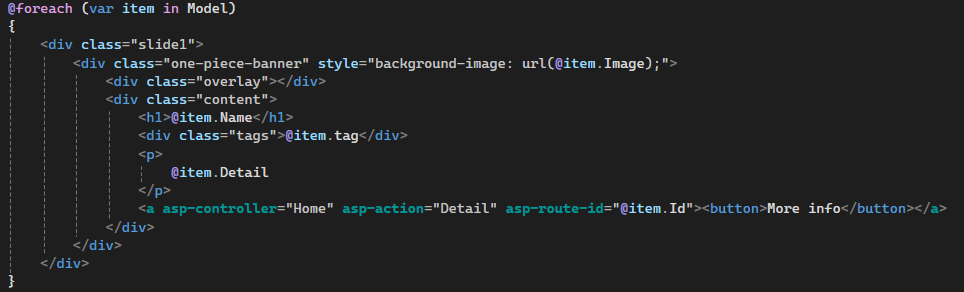 @foreach (var item in Model)
{
    <div class="slide1">
        <div class="one-piece-banner" style="background-image: url(@item.Image);">
            <div class="overlay"></div>
            <div class="content">
                <h1>@item.Name</h1>
                <div class="tags">@item.tag</div>
                <p>
                    @item.Detail
                </p>
                <a asp-controller="Home" asp-action="Detail" asp-route-id="@item.Id"><button>More info</button></a>
            </div>
        </div>
    </div>
}